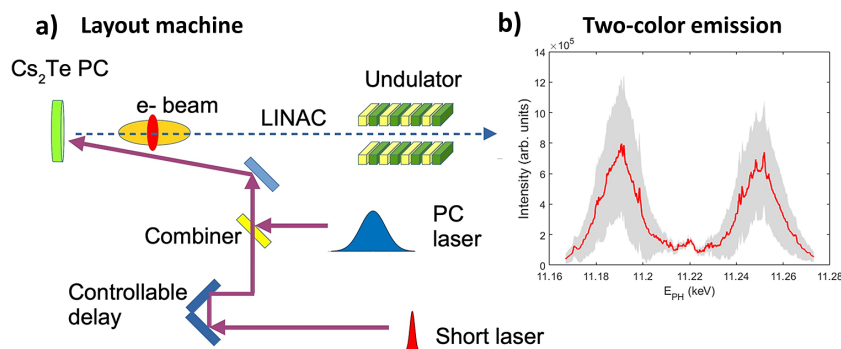 a) Layout machine
Cs₂Te PC
e- beam
LINAC
Undulator
Combiner
PC
laser
Controllable
delay
Short laser
b) Two-color emission
×10⁵
14
12
10
8
6
4
2
0
Intensity (arb. units)
11.16 11.18 11.2 11.22 11.24 11.26 11.28
E_PH (keV)